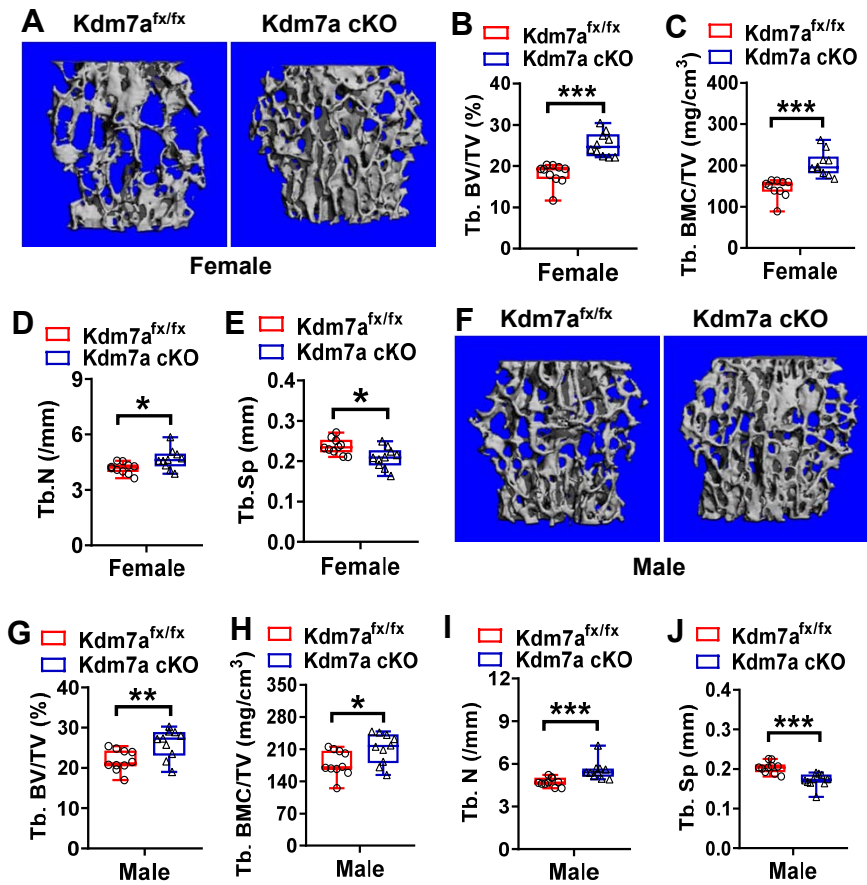 A
Kdm7a^fx/fx
Kdm7a cKO
Female
B
Kdm7a^fx/fx
Kdm7a cKO
Tb. BV/TV (%)
40
30
20
10
0
***
Female
C
Kdm7a^fx/fx
Kdm7a cKO
Tb. BMC/TV (mg/cm³)
400
300
200
100
0
***
Female
D
Kdm7a^fx/fx
Kdm7a cKO
Tb.N (/mm)
9
6
3
0
*
Female
E
Kdm7a^fx/fx
Kdm7a cKO
Tb.Sp (mm)
0.4
0.3
0.2
0.1
0.0
*
Female
F
Kdm7a^fx/fx
Kdm7a cKO
Male
G
Kdm7a^fx/fx
Kdm7a cKO
Tb. BV/TV (%)
40
30
20
10
0
**
Male
H
Kdm7a^fx/fx
Kdm7a cKO
Tb. BMC/TV (mg/cm³)
350
280
210
140
70
0
*
Male
I
Kdm7a^fx/fx
Kdm7a cKO
Tb. N (/mm)
12
9
6
3
0
***
Male
J
Kdm7a^fx/fx
Kdm7a cKO
Tb. Sp (mm)
0.4
0.3
0.2
0.1
0.0
***
Male